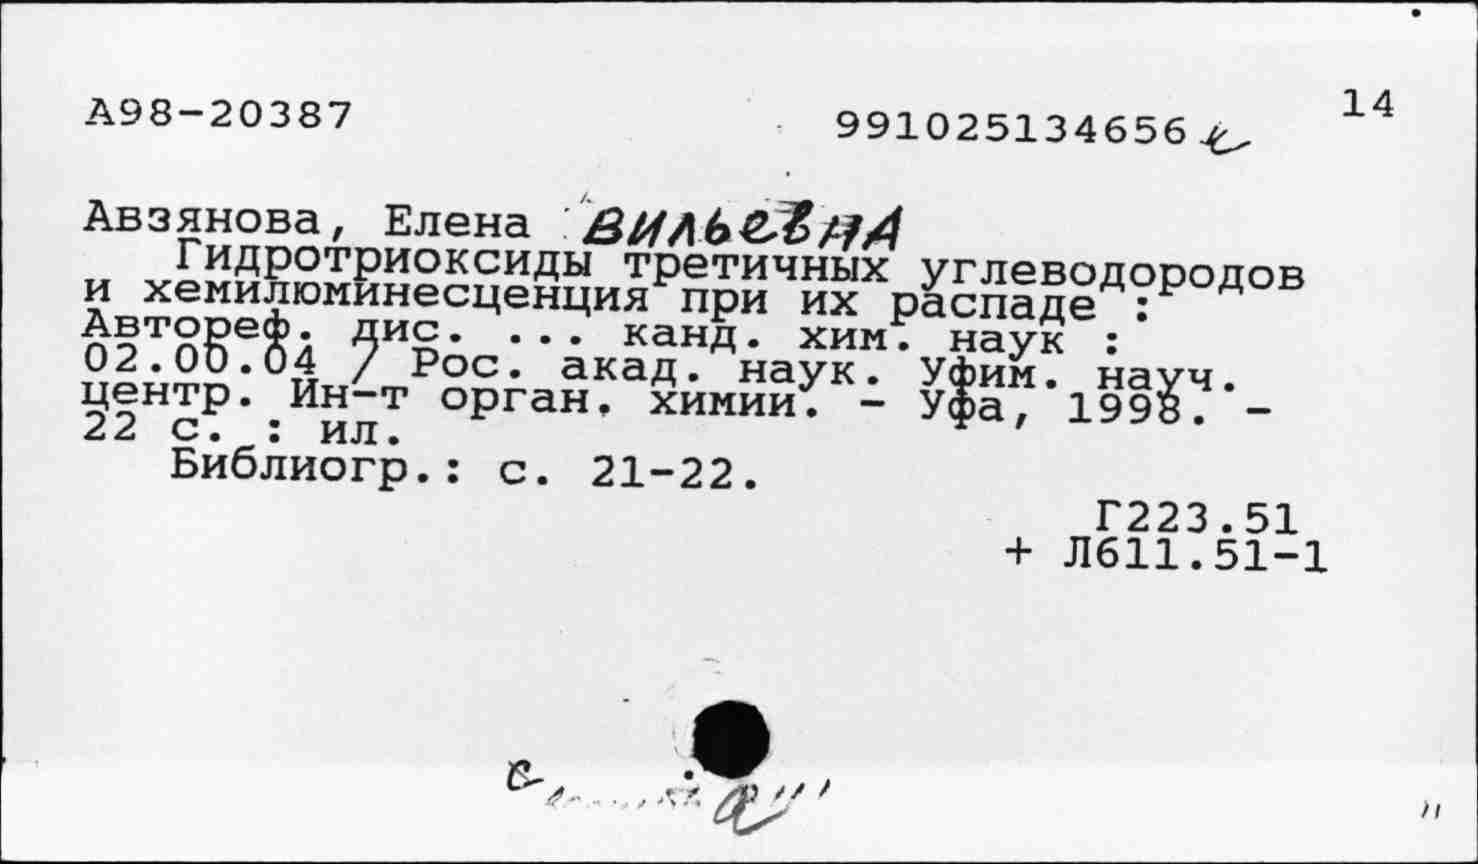 А98-20387
991025134656
14
Авзянова, Елена Вильевна
Гидротриоксиды третичных углеводородов
и хемилюминесценция при их распаде :
Автореф. дис. ... канд. хим. наук :
02.00.04 / Рос. акад. наук. Уфим. науч.
центр. Ин-т орган. химии. - Уфа, 1998. -
22 с. : ил.
Библиогр.: с. 21-22.
Г223.51
+ Л611.51-1